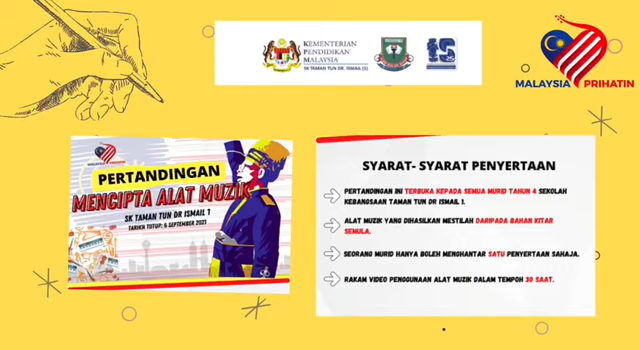 KEMENTERIAN
PENDIDIKAN
MALAYSIA
SK TAMAN TUN DR. ISMAIL (1)
MALAYSIA PRIHATIN
MALAYSIA PRIHATIN
PERTANDINGAN
MENCIPTA ALAT MUZIK
SK TAMAN TUN DR ISMAIL 1
TARIKH TUTUP: 6 SEPTEMBER 2021
SYARAT- SYARAT PENYERTAAN
PERTANDINGAN INI TERBUKA KEPADA SEMUA MURID TAHUN 4 SEKOLAH
KEBANGSAAN TAMAN TUN DR ISMAIL 1.
ALAT MUZIK YANG DIHASILKAN MESTILAH DARIPADA BAHAN KITAR
SEMULA.
SEORANG MURID HANYA BOLEH MENGHANTAR SATU PENYERTAAN SAHAJA.
RAKAM VIDEO PENGGUNAAN ALAT MUZIK DALAM TEMPOH 30 SAAT.